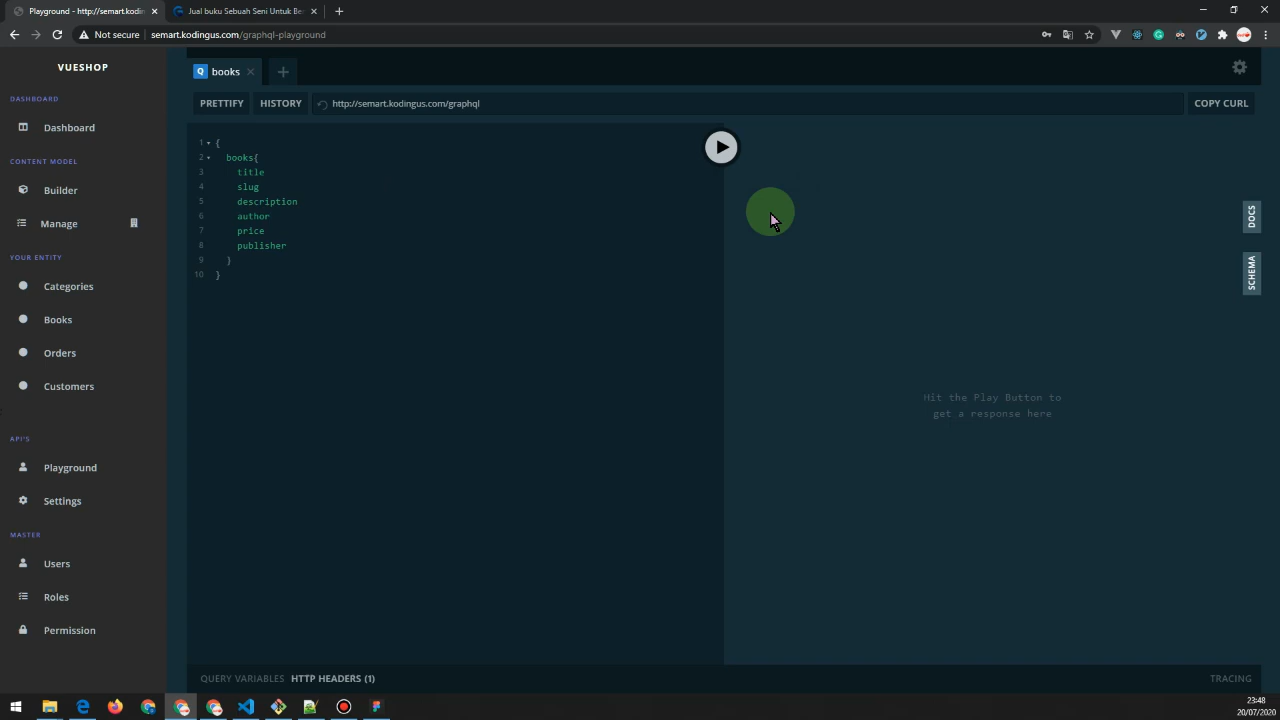 Playground - http://semart.kodin
Jual buku Sebuah Seni Untuk Be
Not secure
semart.kodingus.com/graphql-playground
VUESHOP
DASHBOARD
Dashboard
CONTENT MODEL
Builder
Manage
YOUR ENTITY
Categories
Books
Orders
Customers
API'S
Playground
Settings
MASTER
Users
Roles
Permission
Q books
PRETTIFY HISTORY http://semart.kodingus.com/graphql COPY CURL
1 {
2 books{
3 title
4 slug
5 description
6 author
7 price
8 publisher
9 }
10 }
DOCS
SCHEMA
Hit the Play Button to
get a response here
QUERY VARIABLES HTTP HEADERS (1) TRACING
23:48
20/07/2020